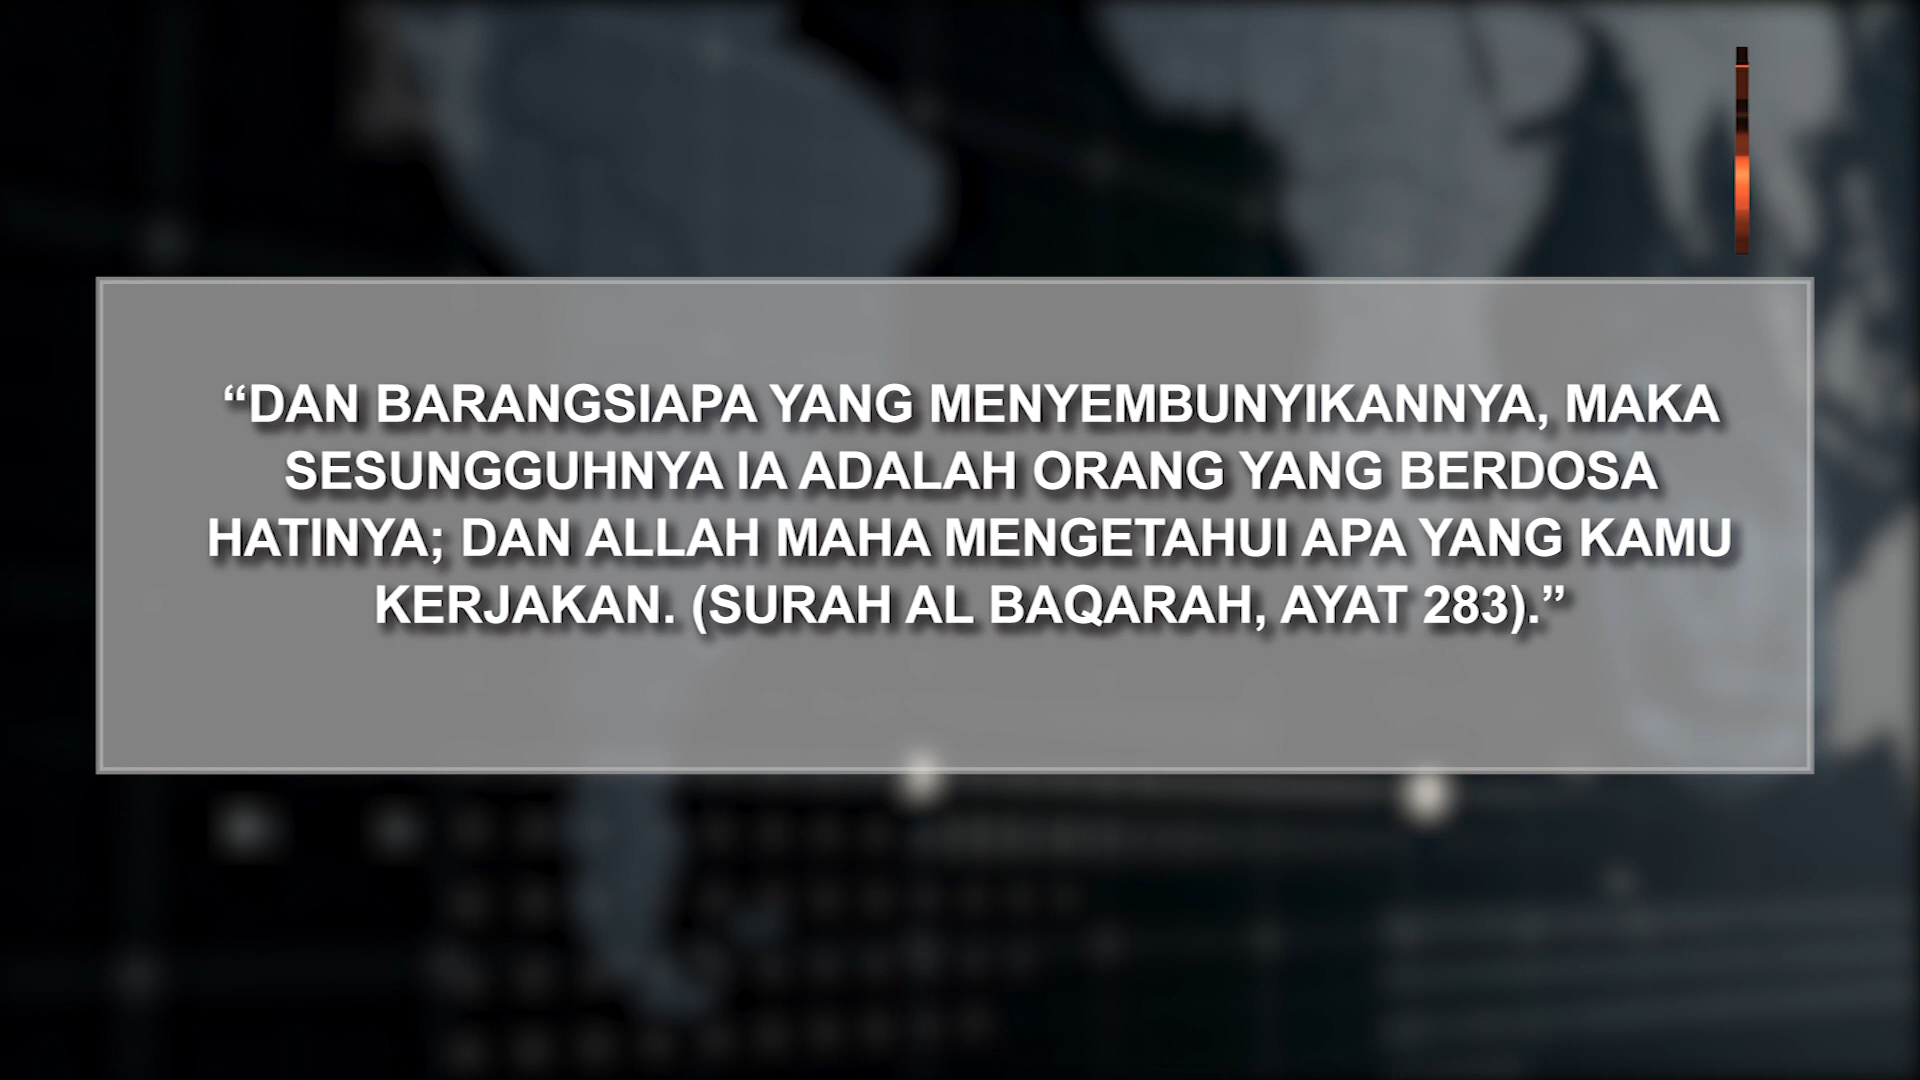 “DAN BARANGSIAPA YANG MENYEMBUNYIKANNYA, MAKA
SESUNGGUHNYA IA ADALAH ORANG YANG BERDOSA
HATINYA; DAN ALLAH MAHA MENGETAHUI APA YANG KAMU
KERJAKAN. (SURAH AL BAQARAH, AYAT 283).”